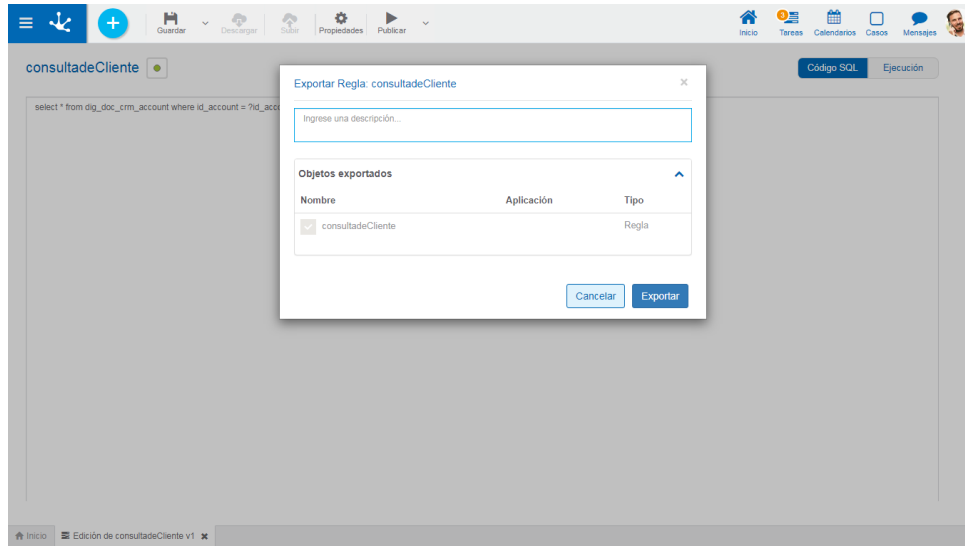 Guardar
Descargar
Subir
Propiedades
Publicar
Inicio
3
Tareas
Calendarios
Casos
Mensajes
consultadeCliente
Código SQL
Ejecución
select * from dig_doc_crm_account where id_account = ?id_acc
Exportar Regla: consultadeCliente
×
Ingrese una descripción...
Objetos exportados
Nombre Aplicación Tipo
consultadeCliente Regla
Cancelar Exportar
Inicio
Edición de consultadeCliente v1